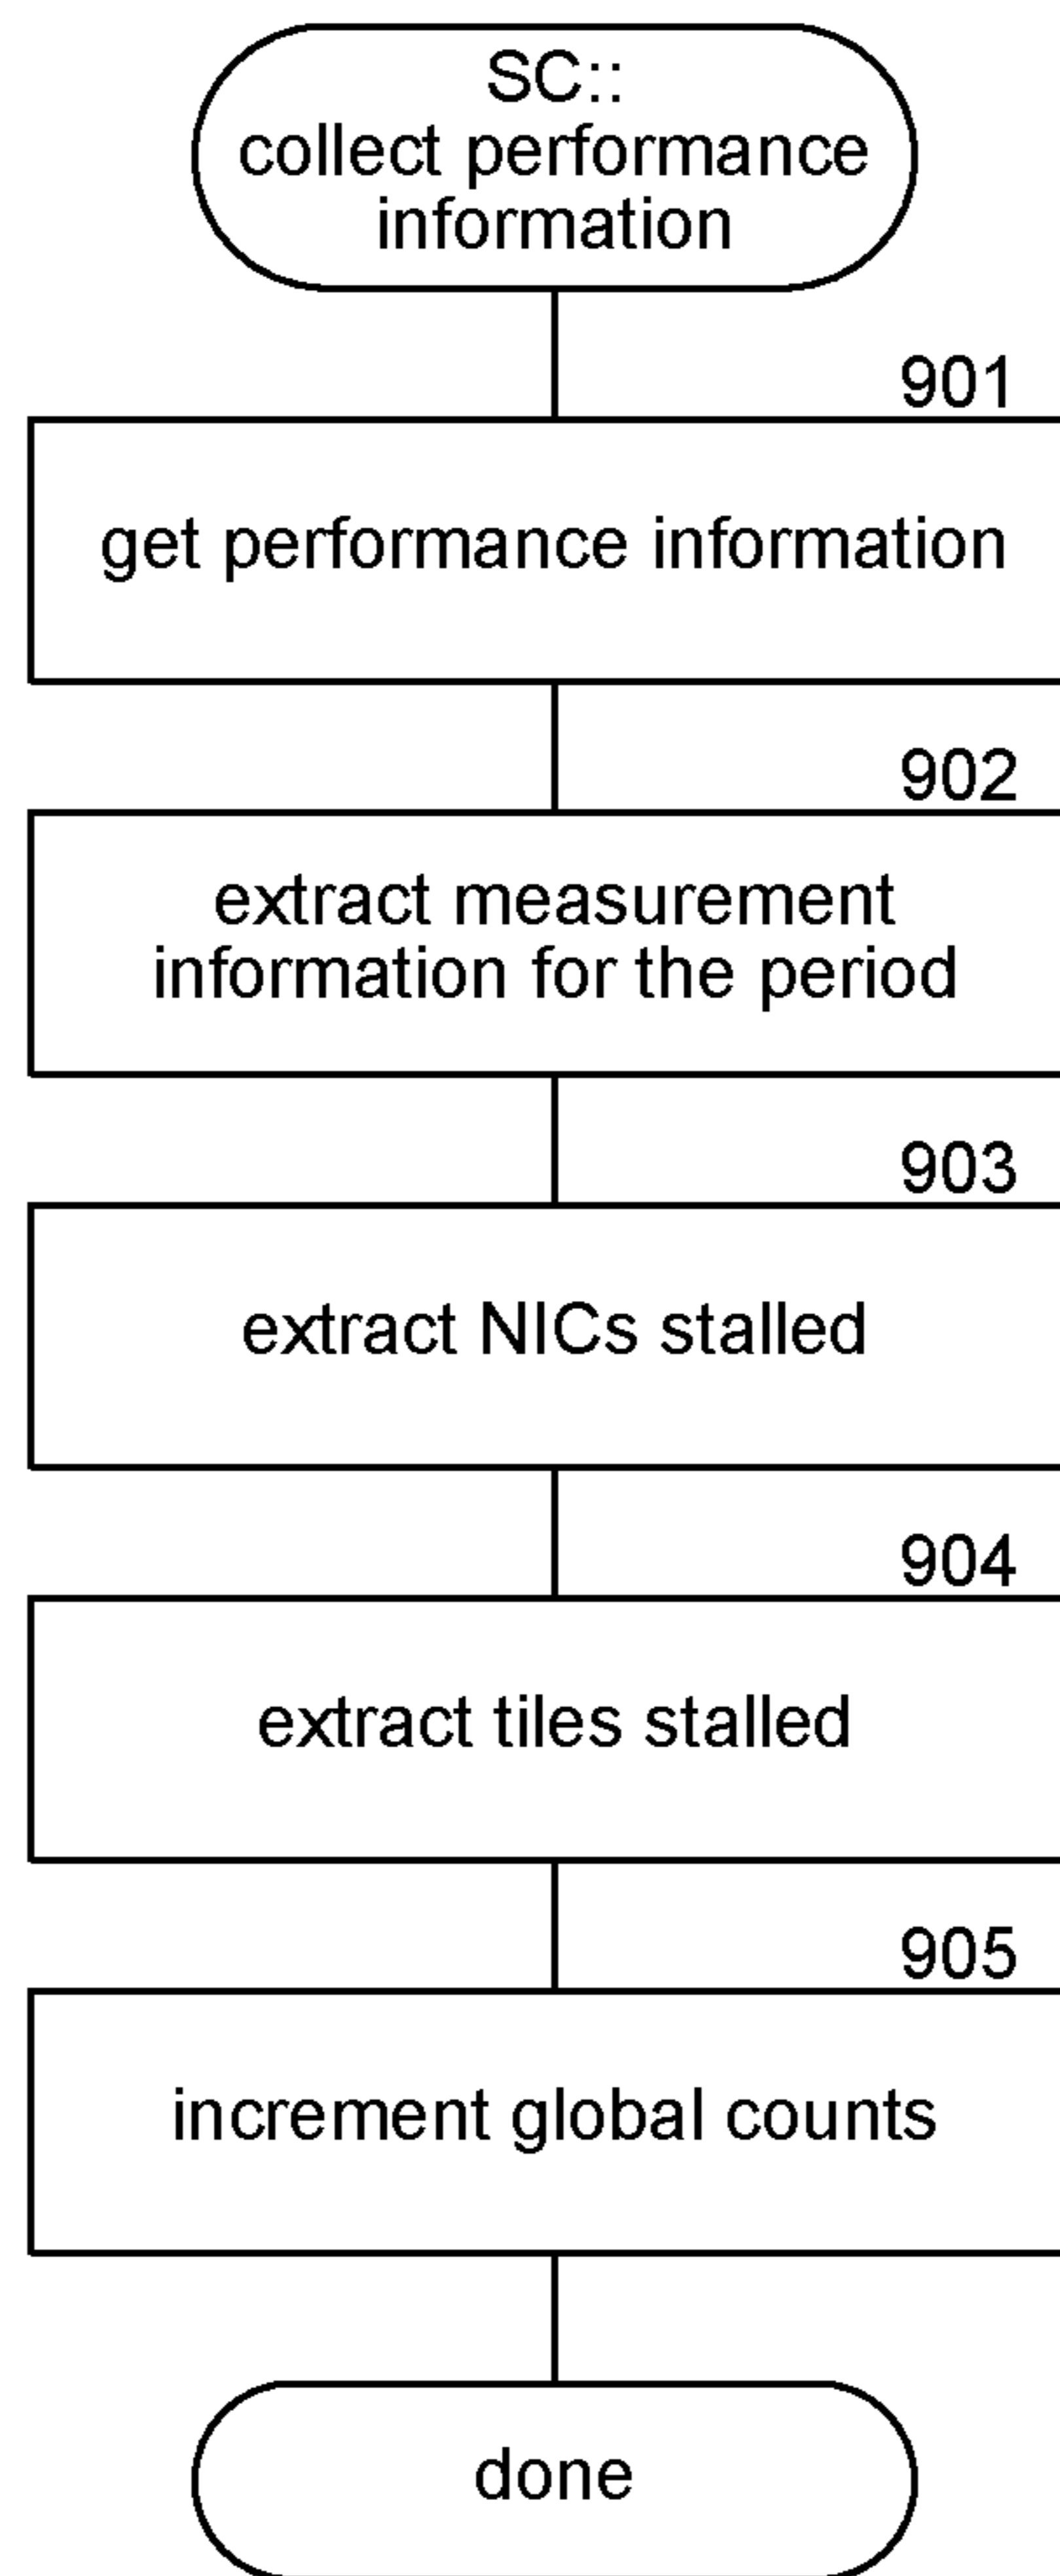 SC::
collect performance
information
901
get performance information
902
extract measurement
information for the period
903
extract NICs stalled
904
extract tiles stalled
905
increment global counts
done